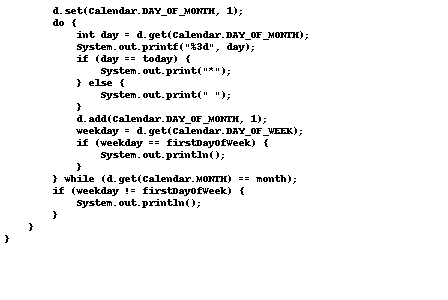 d.set(Calendar.DAY_OF_MONTH, 1);
        do {
            int day = d.get(Calendar.DAY_OF_MONTH);
            System.out.printf("%3d", day);
            if (day == today) {
                System.out.print("*");
            } else {
                System.out.print(" ");
            }
            d.add(Calendar.DAY_OF_MONTH, 1);
            weekday = d.get(Calendar.DAY_OF_WEEK);
            if (weekday == firstDayOfWeek) {
                System.out.println();
            }
        } while (d.get(Calendar.MONTH) == month);
        if (weekday != firstDayOfWeek) {
            System.out.println();
        }
    }
}